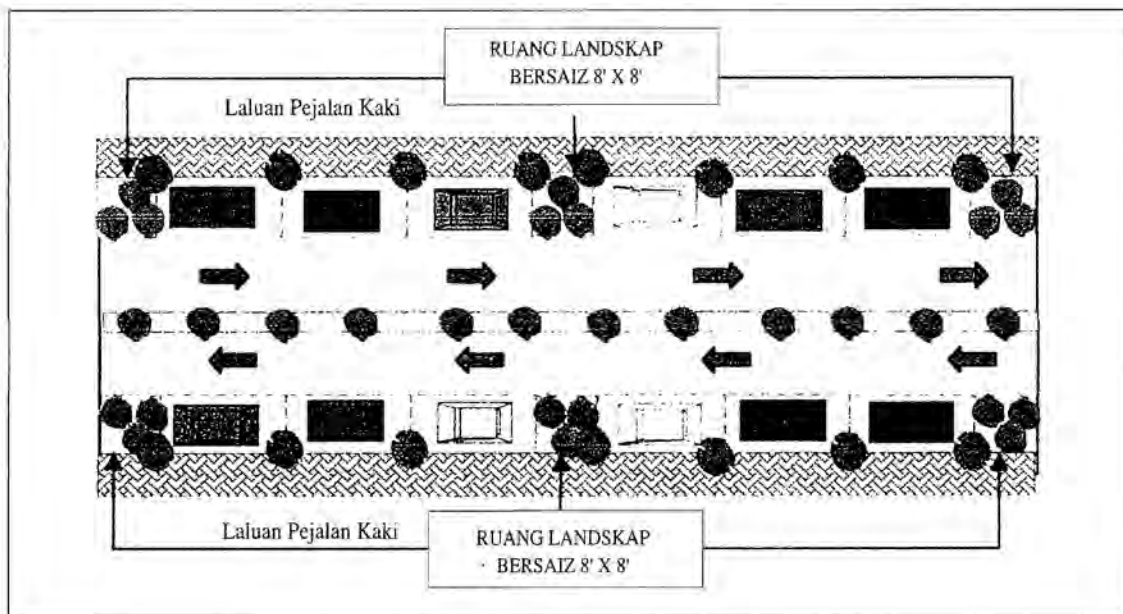 RUANG LANDSKAP
BERSAIZ 8' X 8'
Laluan Pejalan Kaki
Laluan Pejalan Kaki
RUANG LANDSKAP
BERSAIZ 8' X 8'